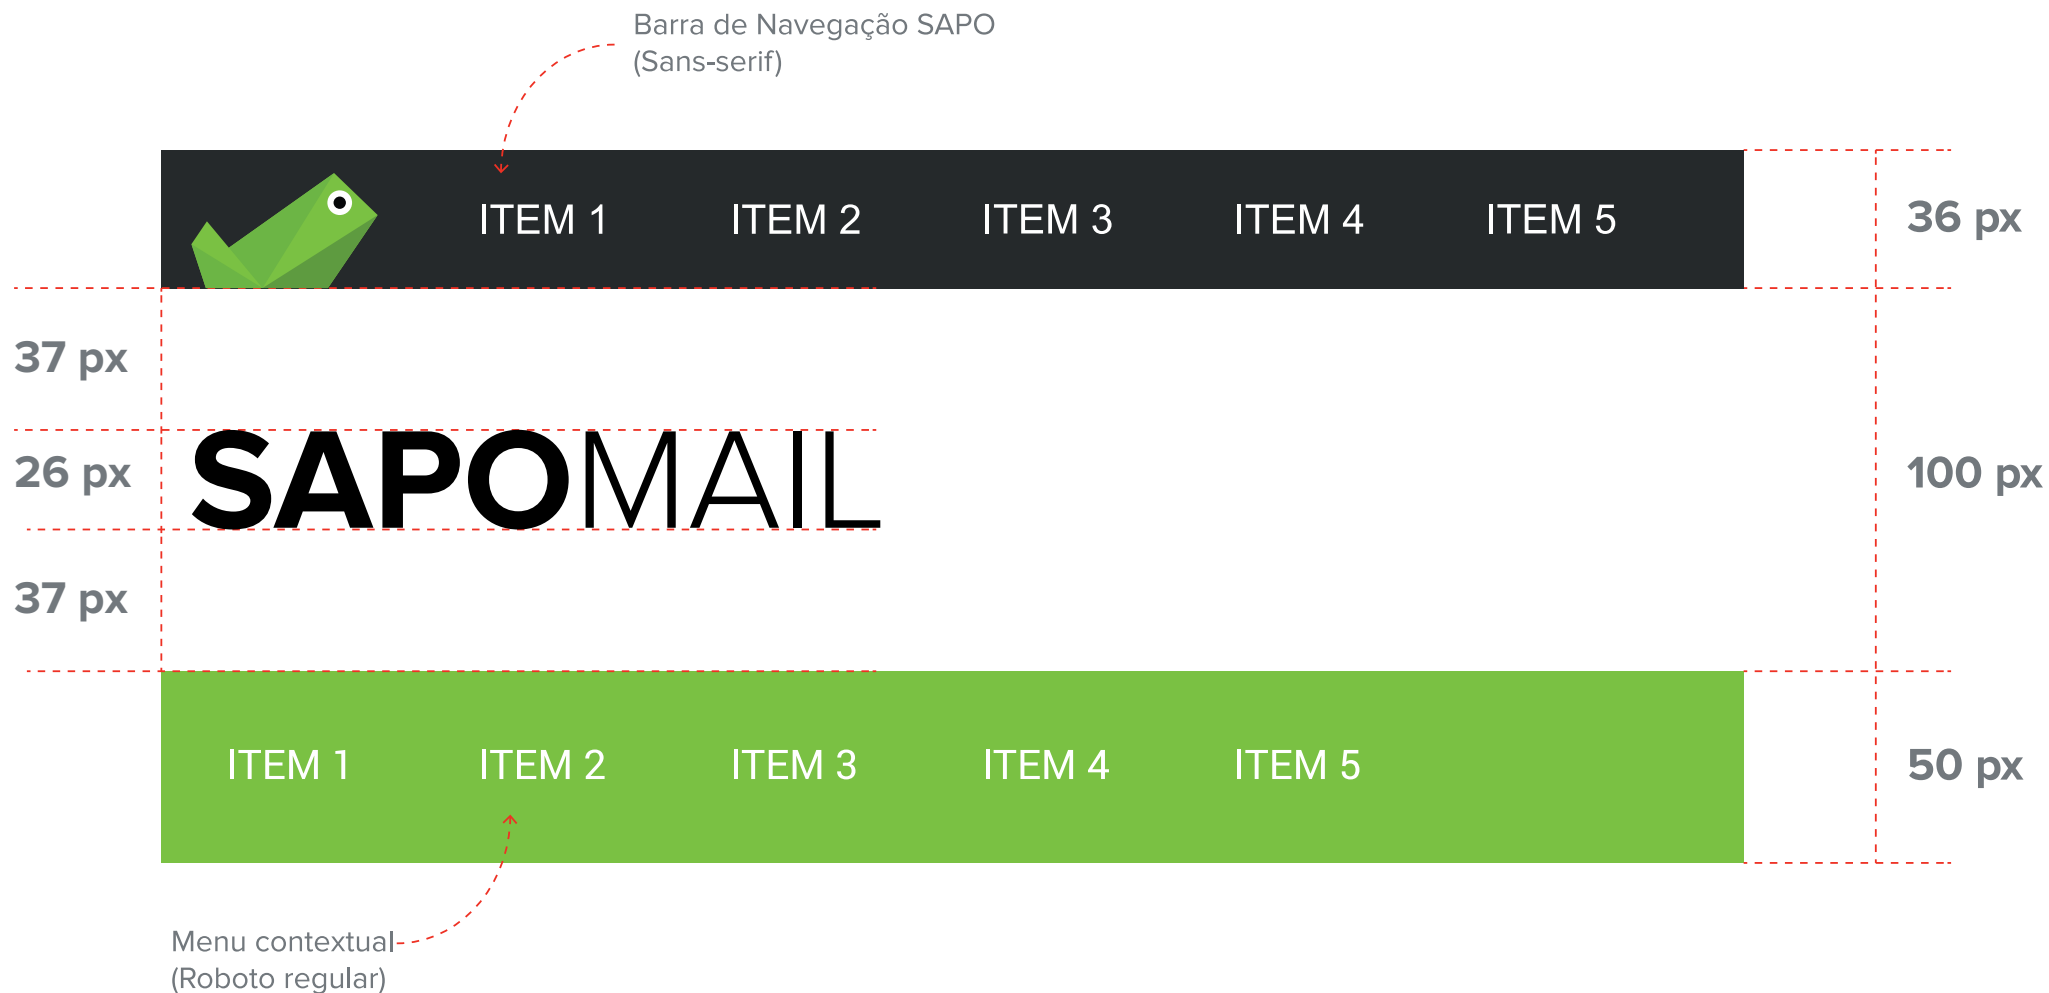 Barra de Navegação SAPO
(Sans-serif)
ITEM 1 ITEM 2 ITEM 3 ITEM 4 ITEM 5
36 px
37 px
SAPOMAIL
26 px
100 px
37 px
ITEM 1 ITEM 2 ITEM 3 ITEM 4 ITEM 5
50 px
Menu contextual
(Roboto regular)